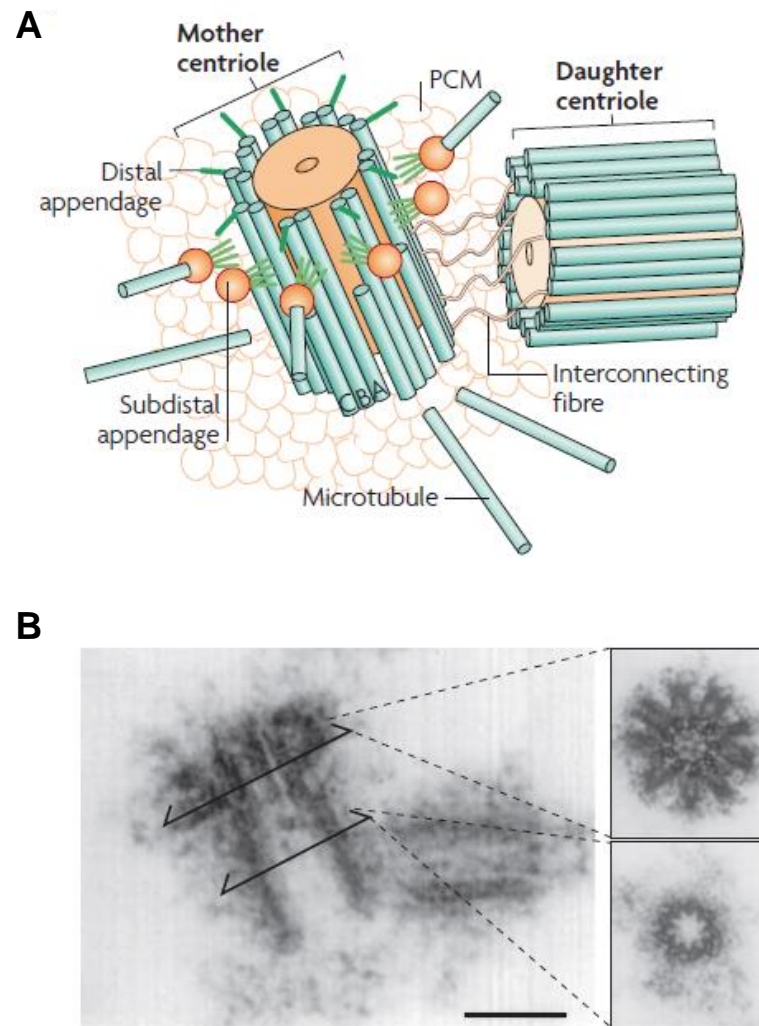 A
Mother
centriole
PCM
Daughter
centriole
Distal
appendage
Interconnecting
fibre
Subdistal
appendage
CBA
Microtubule
B